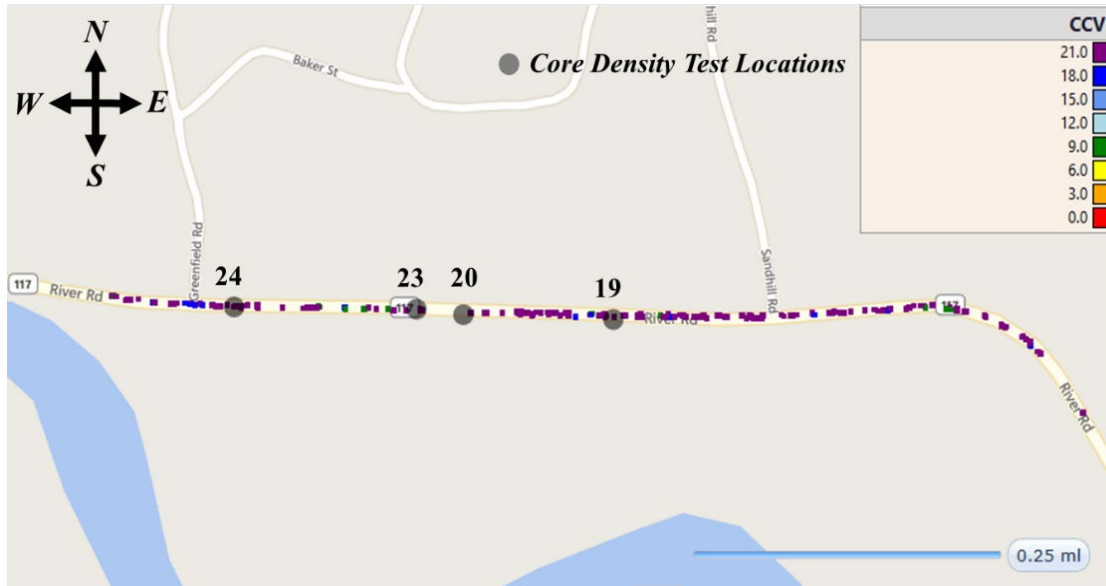 N
W E
S
Core Density Test Locations
CCV
21.0
18.0
15.0
12.0
9.0
6.0
3.0
0.0
Baker St
hill Rd
Greenfield Rd
Sandhill Rd
24
23
20
19
117
River Rd
117
River Rd
117
River Rd
0.25 ml